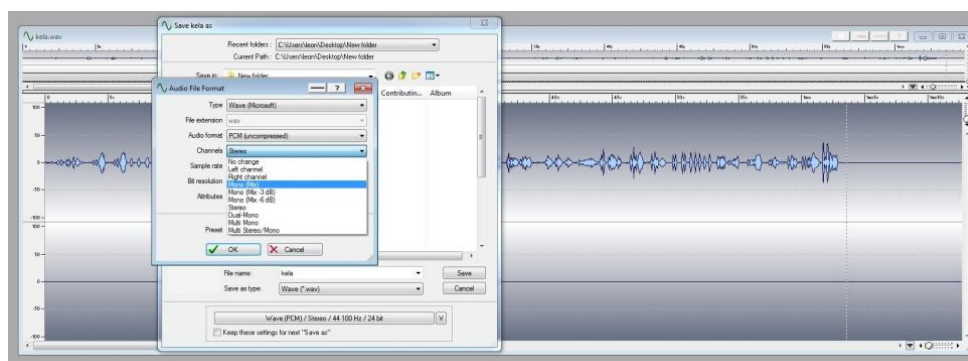 Save kela as
kela.wav
Recent folders: C:\Users\leon\Desktop\New folder
Current Path: C:\Users\leon\Desktop\New folder
Save in: New folder
Audio File Format
Contributin... Album
Type Wave (Microsoft)
File extension wav
Audio format PCM (uncompressed)
Channels Stereo
Sample rate
No change
Left channel
Right channel
Bit resolution
Mono (Mix)
Attributes
Mono (Mix -3 dB)
Mono (Mix -6 dB)
Stereo
Dual-Mono
Multi Mono
Preset
Multi Stereo/Mono
OK Cancel
File name: kela Save
Save as type: Wave (*.wav) Cancel
Wave (PCM) / Stereo / 44 100 Hz / 24 bit V
Keep these settings for next "Save as"